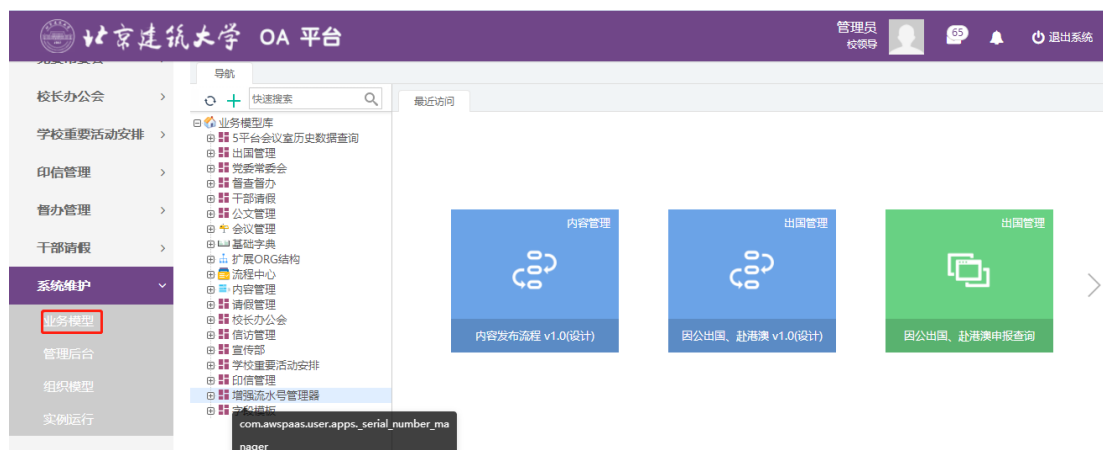 北京建筑大学 OA 平台
管理员
校领导
65
退出系统
校长办公会
学校重要活动安排
印信管理
督办管理
干部请假
系统维护
业务模型
管理后台
组织模型
实例运行
导航
快速搜索
业务模型库
5平台会议室历史数据查询
出国管理
党委常委会
督查督办
干部请假
公文管理
会议管理
基础字典
扩展ORG结构
流程中心
内容管理
请假管理
校长办公会
信访管理
宣传部
学校重要活动安排
印信管理
增强流水号管理器
字段模板
com.awspaas.user.apps._serial_number_ma
nager
最近访问
内容管理
内容发布流程 v1.0(设计)
出国管理
因公出国、赴港澳 v1.0(设计)
出国管理
因公出国、赴港澳申报查询